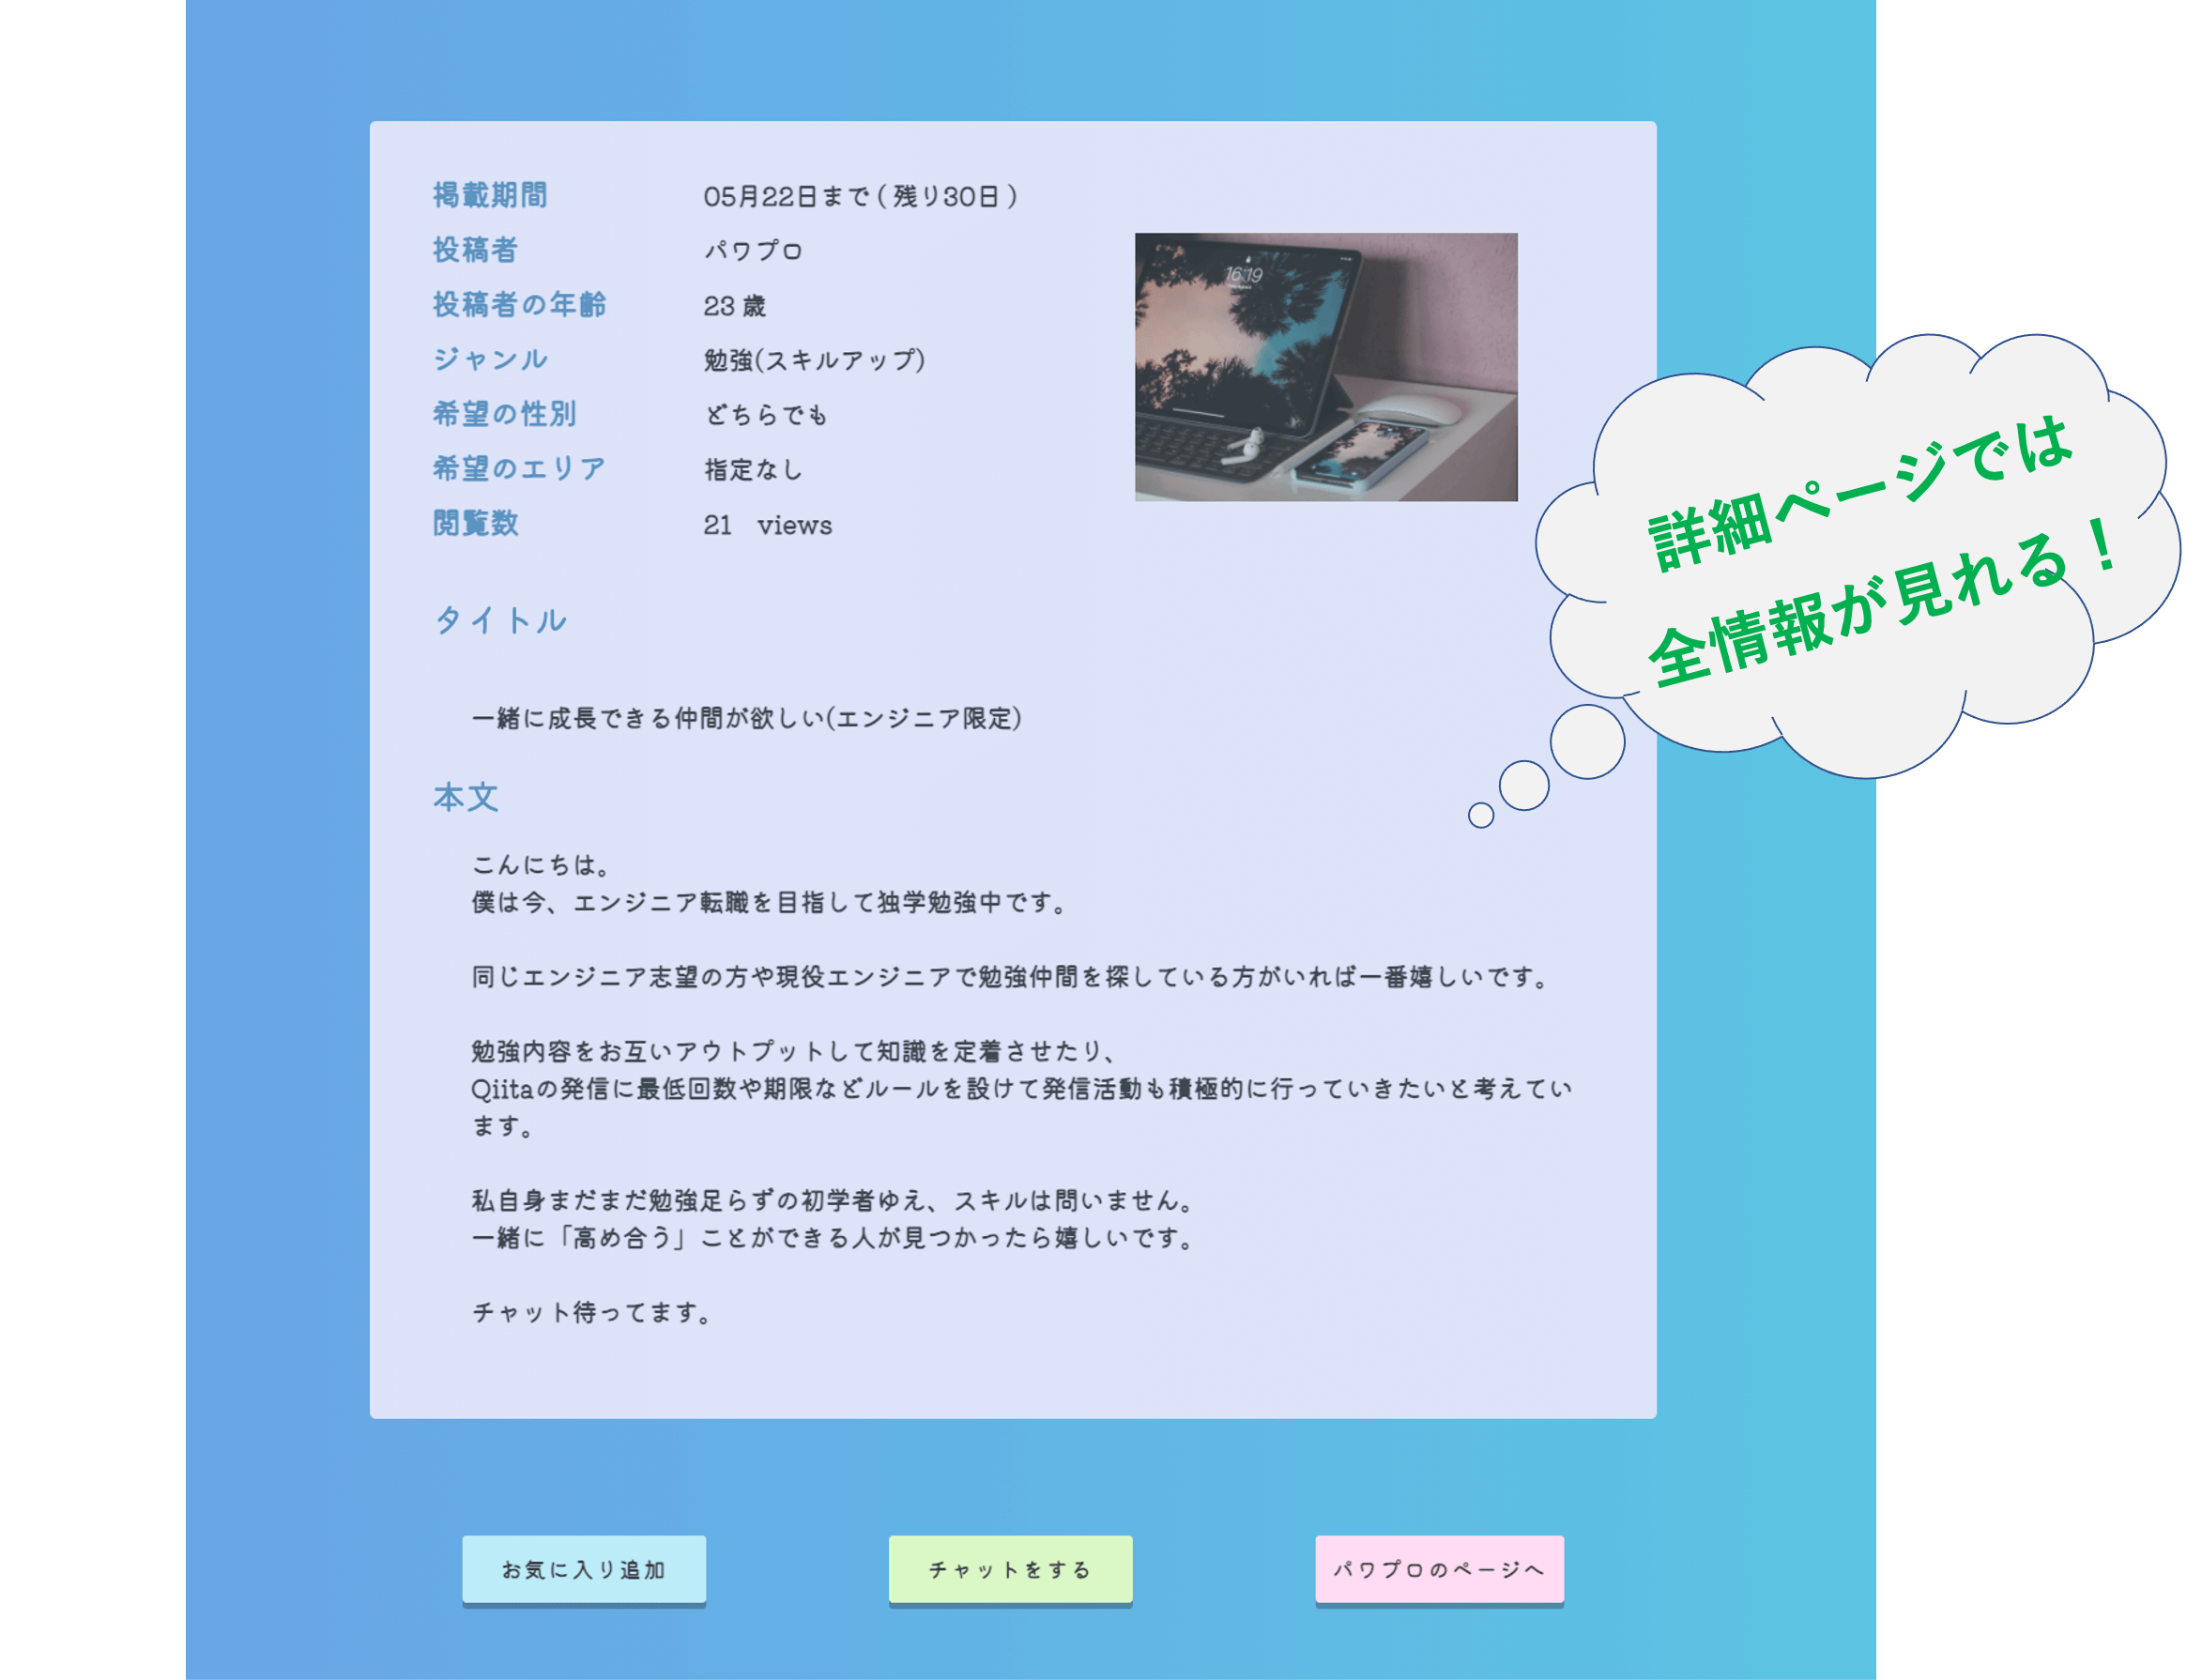 掲載期間 05月22日まで ( 残り30日 )
投稿者 パワプロ
投稿者の年齢 23 歳
ジャンル 勉強(スキルアップ)
希望の性別 どちらでも
希望のエリア 指定なし
閲覧数 21 views
16:19
詳細ページでは
全情報が見れる！
タイトル
一緒に成長できる仲間が欲しい(エンジニア限定)
本文
こんにちは。
僕は今、エンジニア転職を目指して独学勉強中です。
同じエンジニア志望の方や現役エンジニアで勉強仲間を探している方がいれば一番嬉しいです。
勉強内容をお互いアウトプットして知識を定着させたり、
Qiitaの発信に最低回数や期限などルールを設けて発信活動も積極的に行っていきたいと考えてい
ます。
私自身まだまだ勉強足らずの初学者ゆえ、スキルは問いません。
一緒に「高め合う」ことができる人が見つかったら嬉しいです。
チャット待ってます。
お気に入り追加
チャットをする
パワプロのページへ